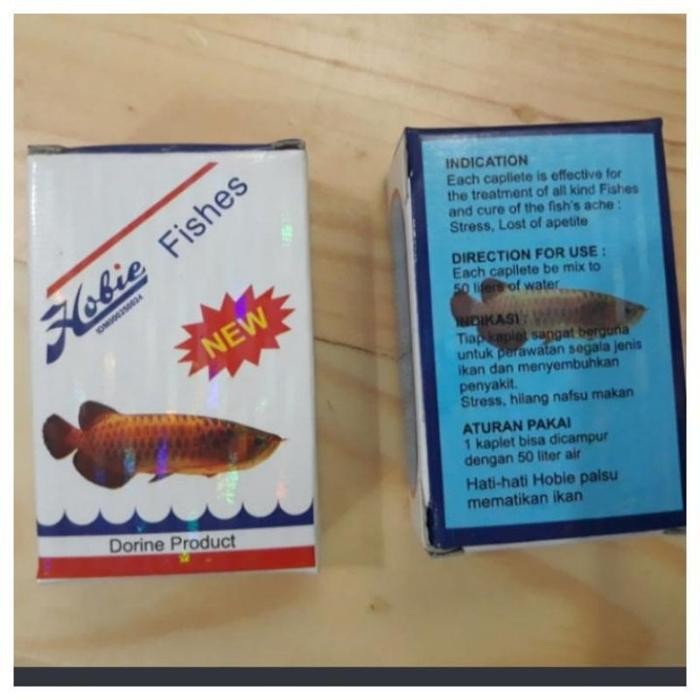 Hobie Fishes
IDM000250024
NEW
Dorine Product
INDICATION
Each capliete is effective for
the treatment of all kind Fishes
and cure of the fish's ache :
Stress, Lost of apetite
DIRECTION FOR USE :
Each capllete be mix to
50 liters of water
INDIKASI :
Tiap kaplet sangat berguna
untuk perawatan segala jenis
ikan dan menyembuhkan
penyakit.
Stress, hilang nafsu makan
ATURAN PAKAI
1 kaplet bisa dicampur
dengan 50 liter air
Hati-hati Hobie palsu
mematikan ikan